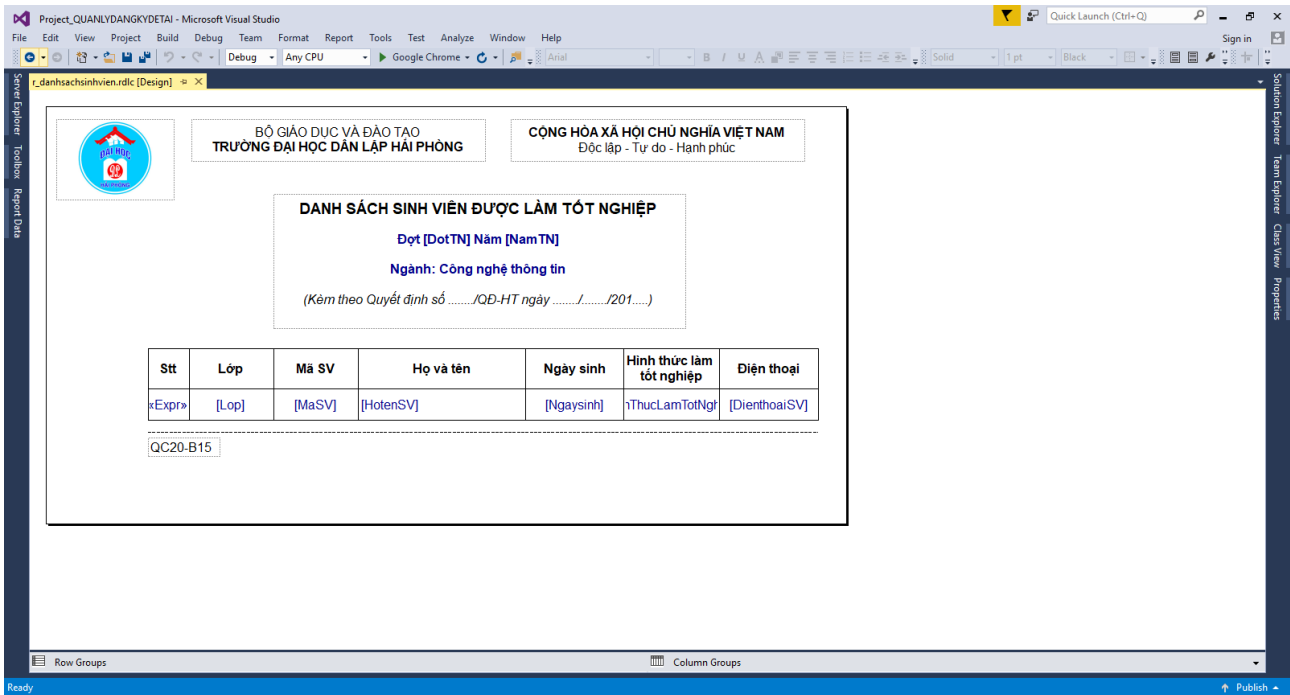 Project_QUANLYDANGKYDETAI - Microsoft Visual Studio
Quick Launch (Ctrl+Q)
File Edit View Project Build Debug Team Format Report Tools Test Analyze Window Help
Sign in
Debug Any CPU Google Chrome Arial Solid 1 pt Black
r_danhsachsinhvien.rdlc [Design]
Server Explorer
Toolbox
Report Data
Solution Explorer
Team Explorer
Class View
Properties
ĐẠI HỌC
HẢI PHÒNG
BỘ GIÁO DỤC VÀ ĐÀO TẠO
TRƯỜNG ĐẠI HỌC DÂN LẬP HẢI PHÒNG
CỘNG HÒA XÃ HỘI CHỦ NGHĨA VIỆT NAM
Độc lập - Tự do - Hạnh phúc
DANH SÁCH SINH VIÊN ĐƯỢC LÀM TỐT NGHIỆP
Đợt [DotTN] Năm [NamTN]
Ngành: Công nghệ thông tin
(Kèm theo Quyết định số ......../QĐ-HT ngày ......../......../201.....)
Stt Lớp Mã SV Họ và tên Ngày sinh Hình thức làm tốt nghiệp Điện thoại
«Expr» [Lop] [MaSV] [HotenSV] [Ngaysinh] ThucLamTotNgh [DienthoaiSV]
QC20-B15
Row Groups
Column Groups
Ready
Publish